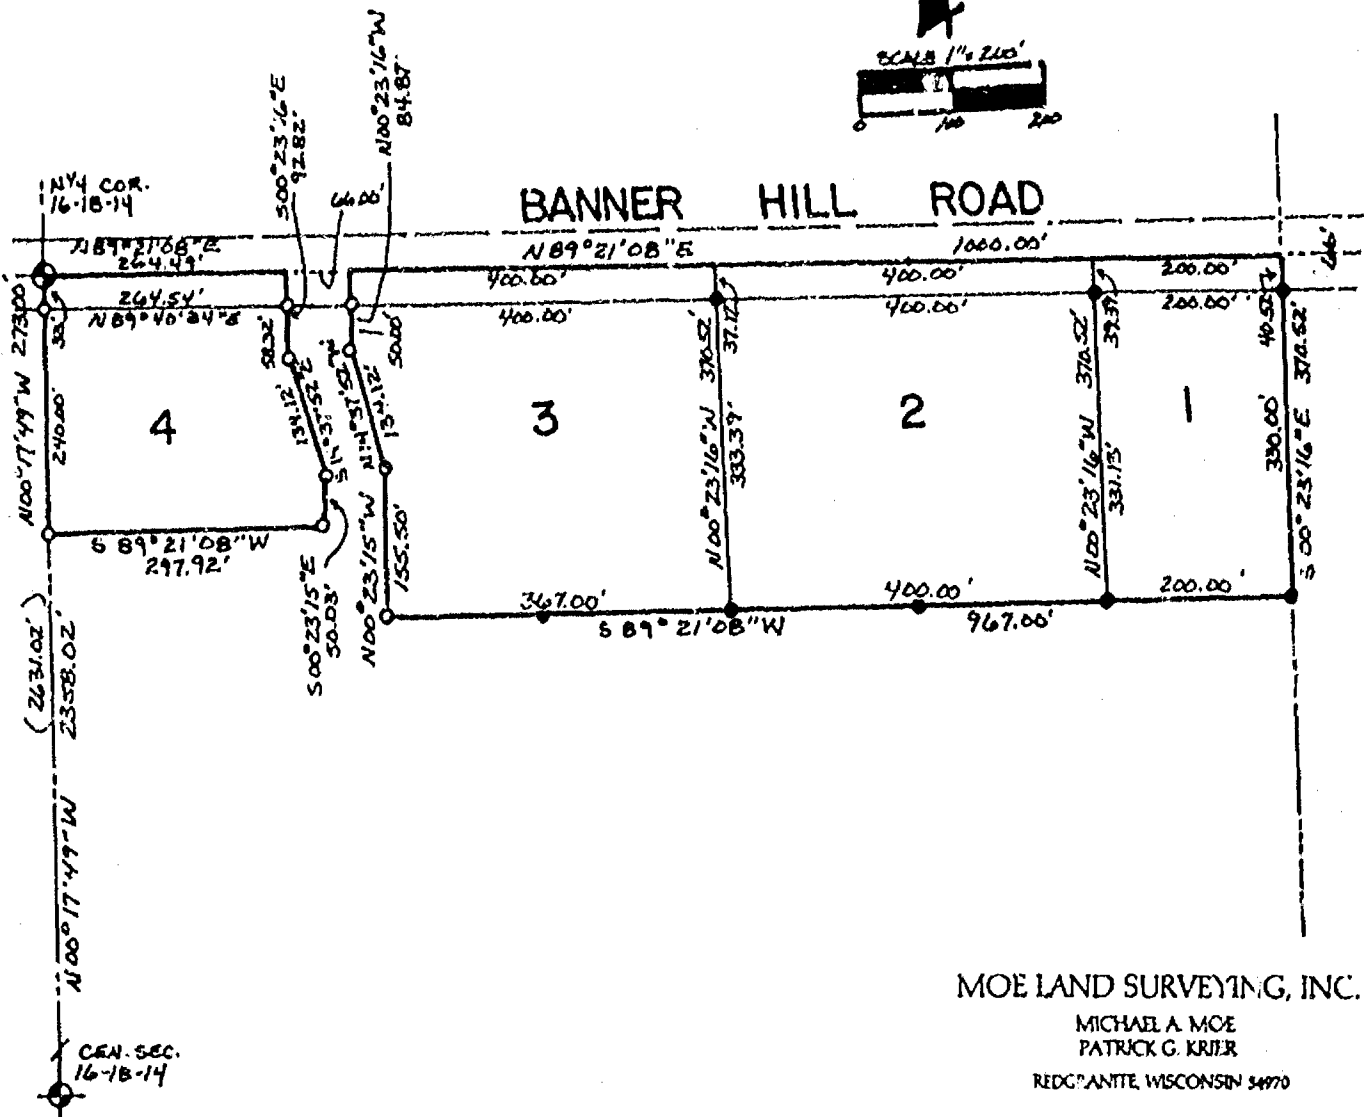 SCALE 1"=200'
0 100 200
N00°23'16"W
84.87'
S00°23'16"E
92.82'
66.00'
N¼ COR.
16-18-14
BANNER HILL ROAD
N89°21'08"E
264.49'
N89°21'08"E
1000.00'
66'
400.00'
400.00'
200.00'
264.54'
N89°40'04"E
400.00'
400.00'
200.00'
N00°17'49"W 273.00'
33'
240.00'
58.32'
134.12'
S14°37'52"E
50.00'
134.12'
N14°37'52"W
370.52'
37.12'
370.52'
39.39'
40.52'
370.52'
4
3
2
1
N00°23'16"W
333.39'
N00°23'16"W
331.13'
330.00'
S00°23'16"E
S 89°21'08"W
297.92'
S00°23'15"E
50.03'
N00°23'15"W
155.50'
367.00'
400.00'
200.00'
S 89°21'08"W
967.00'
(2631.02')
2358.02'
N00°17'49"W
CEN. SEC.
16-18-14
MOE LAND SURVEYING, INC.
MICHAEL A. MOE
PATRICK G. KRIER
REDGRANITE, WISCONSIN 54970